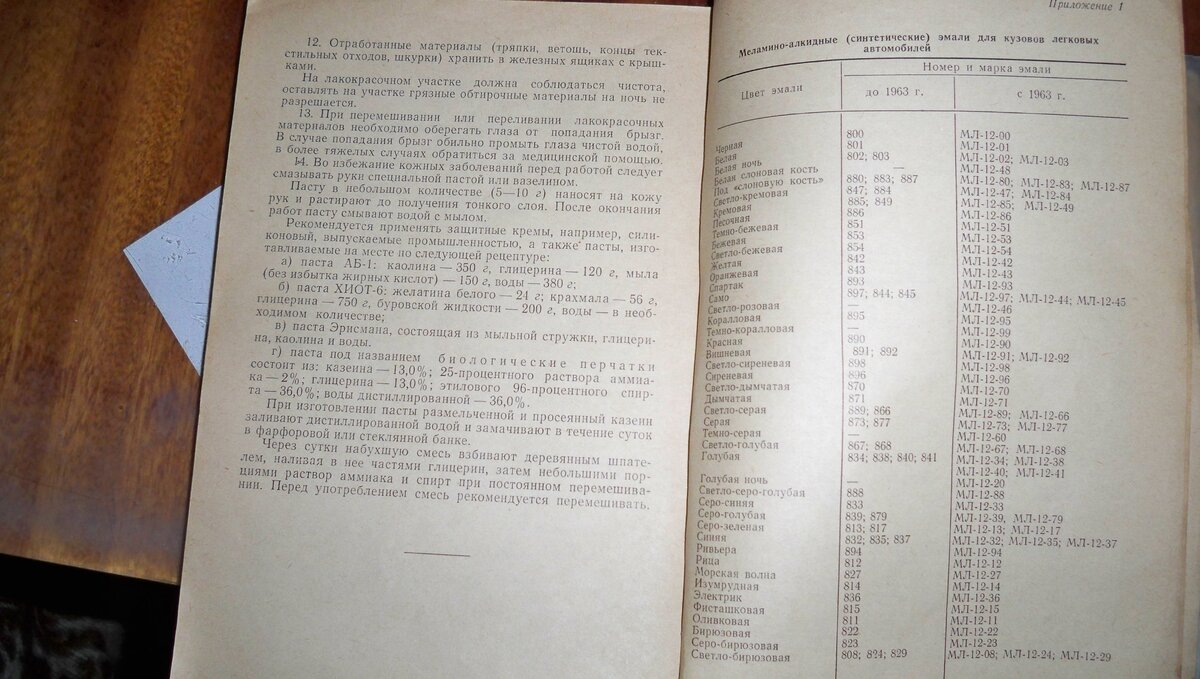 12. Отработанные материалы (тряпки, ветошь, концы тек-
стильных отходов, шкурки) хранить в железных ящиках с крыш-
ками.
На лакокрасочном участке должна соблюдаться чистота,
оставлять на участке грязные обтирочные материалы на ночь не
разрешается.
13. При перемешивании или переливании лакокрасочных
материалов необходимо оберегать глаза от попадания брызг.
В случае попадания брызг обильно промыть глаза чистой водой,
в более тяжелых случаях обратиться за медицинской помощью.
14. Во избежание кожных заболеваний перед работой следует
смазывать руки специальной пастой или вазелином.
Пасту в небольшом количестве (5—10 г) наносят на кожу
рук и растирают до получения тонкого слоя. После окончания
работ пасту смывают водой с мылом.
Рекомендуется применять защитные кремы, например, сили-
коновый, выпускаемые промышленностью, а также пасты, изго-
тавливаемые на месте по следующей рецептуре:
а) паста АБ-1: каолина — 350 г, глицерина — 120 г, мыла
(без избытка жирных кислот) — 150 г, воды — 380 г;
б) паста ХИОТ-6: желатина белого — 24 г; крахмала — 56 г,
глицерина — 750 г, буровской жидкости — 200 г, воды — в необ-
ходимом количестве;
в) паста Эрисмана, состоящая из мыльной стружки, глицери-
на, каолина и воды.
г) паста под названием биологические перчатки
состоит из: казеина — 13,0%; 25-процентного раствора аммиа-
ка — 2%; глицерина — 13,0%; этилового 96-процентного спир-
та — 36,0%; воды дистиллированной — 36,0%.
При изготовлении пасты размельченной и просеянный казеин
заливают дистиллированной водой и замачивают в течение суток
в фарфоровой или стеклянной банке.
Через сутки набухшую смесь взбивают деревянным шпате-
лем, наливая в нее частями глицерин, затем небольшими пор-
циями раствор аммиака и спирт при постоянном перемешива-
нии. Перед употреблением смесь рекомендуется перемешивать.
Приложение 1
Меламино-алкидные (синтетические) эмали для кузовов легковых
автомобилей
Цвет эмали Номер и марка эмали
до 1963 г. с 1963 г.
Черная 800 МЛ-12-00
Белая 801 МЛ-12-01
Белая ночь 802; 803 МЛ-12-02; МЛ-12-03
Белая слоновая кость — МЛ-12-48
Под «слоновую кость» 880; 883; 887 МЛ-12-80; МЛ-12-83; МЛ-12-87
Светло-кремовая 847; 884 МЛ-12-47; МЛ-12-84
Кремовая 885; 849 МЛ-12-85; МЛ-12-49
Песочная 886 МЛ-12-86
Темно-бежевая 851 МЛ-12-51
Бежевая 853 МЛ-12-53
Светло-бежевая 854 МЛ-12-54
Желтая 842 МЛ-12-42
Оранжевая 843 МЛ-12-43
Спартак 893 МЛ-12-93
Само 897; 844; 845 МЛ-12-97; МЛ-12-44; МЛ-12-45
Светло-розовая — МЛ-12-46
Коралловая 895 МЛ-12-95
Темно-коралловая — МЛ-12-99
Красная 890 МЛ-12-90
Вишневая 891; 892 МЛ-12-91; МЛ-12-92
Светло-сиреневая 898 МЛ-12-98
Сиреневая 896 МЛ-12-96
Светло-дымчатая 870 МЛ-12-70
Дымчатая 871 МЛ-12-71
Светло-серая 889; 866 МЛ-12-89; МЛ-12-66
Серая 873; 877 МЛ-12-73; МЛ-12-77
Темно-серая — МЛ-12-60
Светло-голубая 867; 868 МЛ-12-67; МЛ-12-68
Голубая 834; 838; 840; 841 МЛ-12-34; МЛ-12-38
МЛ-12-40; МЛ-12-41
Голубая ночь — МЛ-12-20
Светло-серо-голубая 888 МЛ-12-88
Серо-синяя 833 МЛ-12-33
Серо-голубая 839; 879 МЛ-12-39, МЛ-12-79
Серо-зеленая 813; 817 МЛ-12-13; МЛ-12-17
Синяя 832; 835; 837 МЛ-12-32; МЛ-12-35; МЛ-12-37
Ривьера 894 МЛ-12-94
Рица 812 МЛ-12-12
Морская волна 827 МЛ-12-27
Изумрудная 814 МЛ-12-14
Электрик 836 МЛ-12-36
Фисташковая 815 МЛ-12-15
Оливковая 811 МЛ-12-11
Бирюзовая 822 МЛ-12-22
Серо-бирюзовая 823 МЛ-12-23
Светло-бирюзовая 808; 824; 829 МЛ-12-08; МЛ-12-24; МЛ-12-29